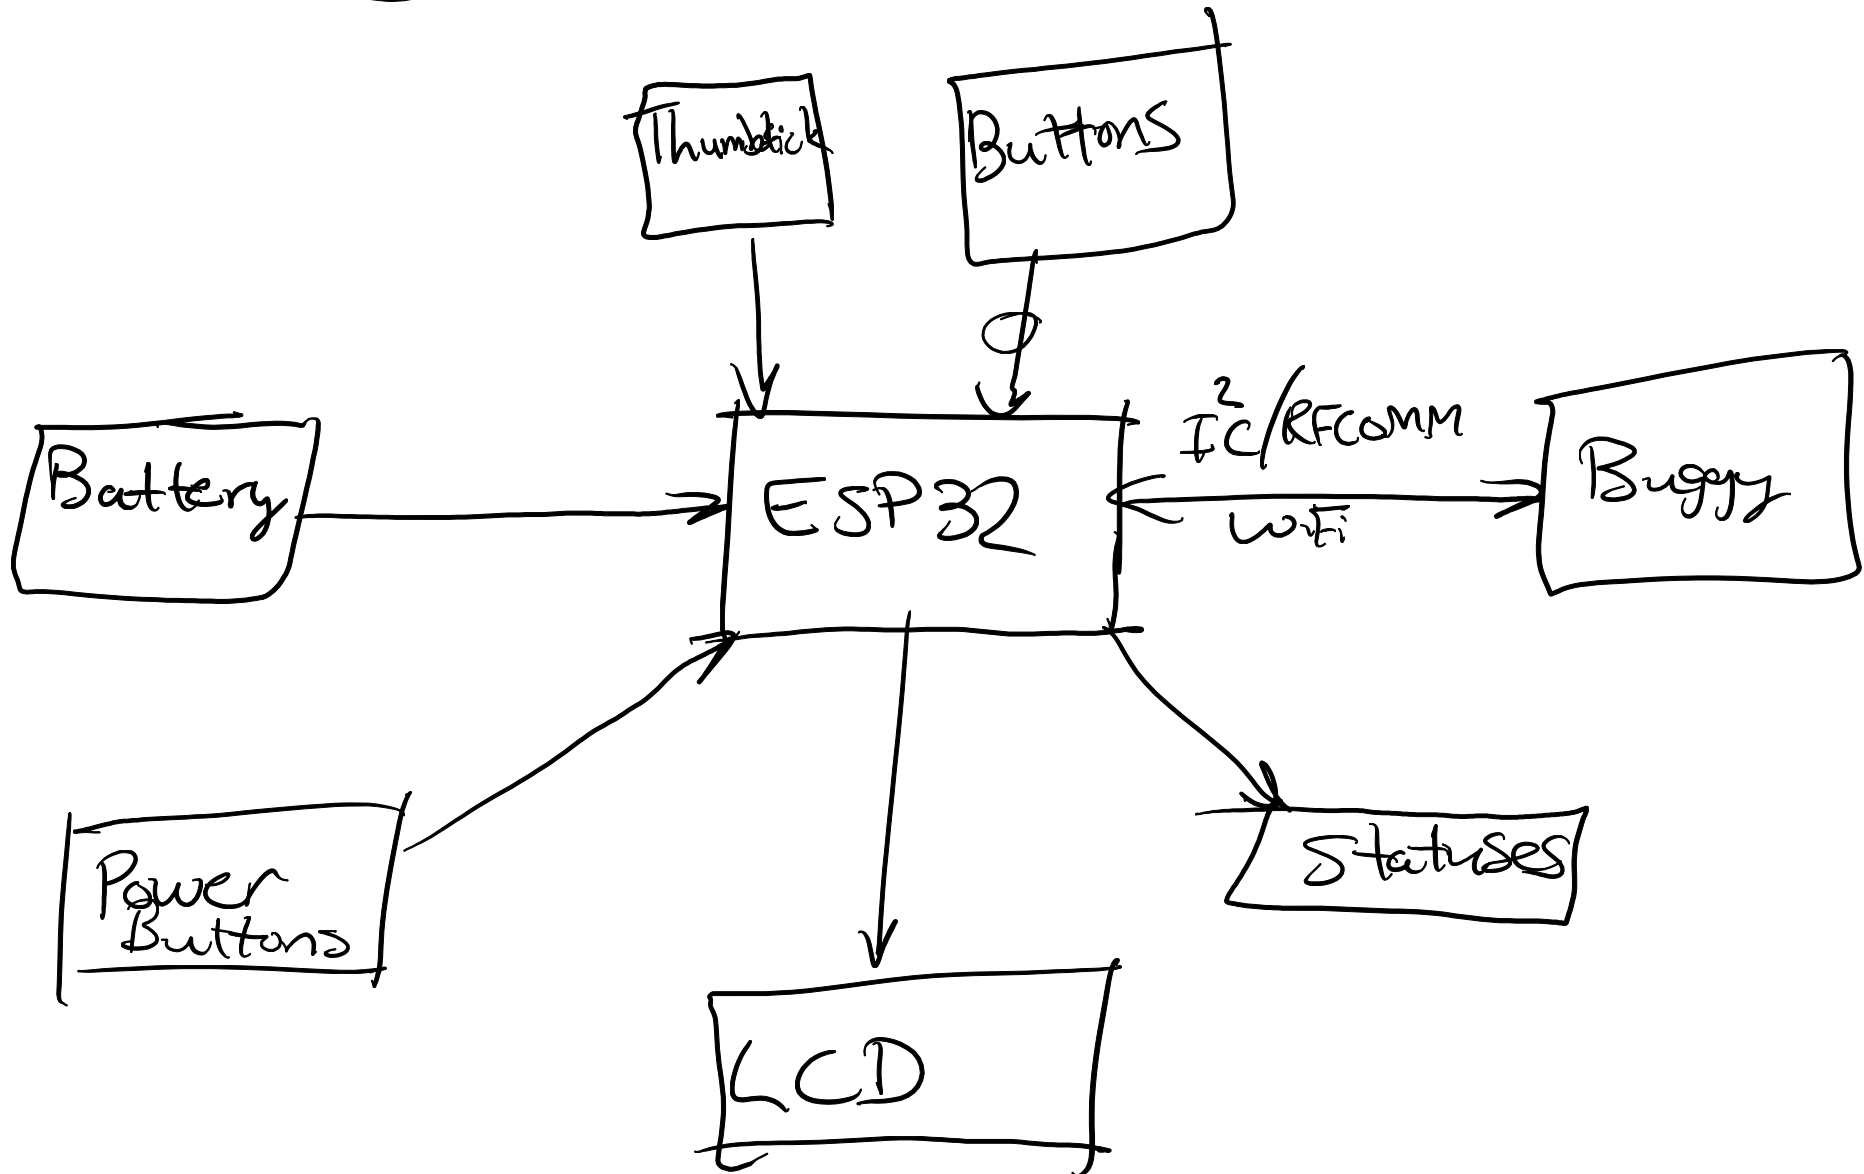 Thumbstick
Buttons
I²C/RFCOMM
Battery
ESP32
Buggy
WiFi
Power
Buttons
Statuses
LCD